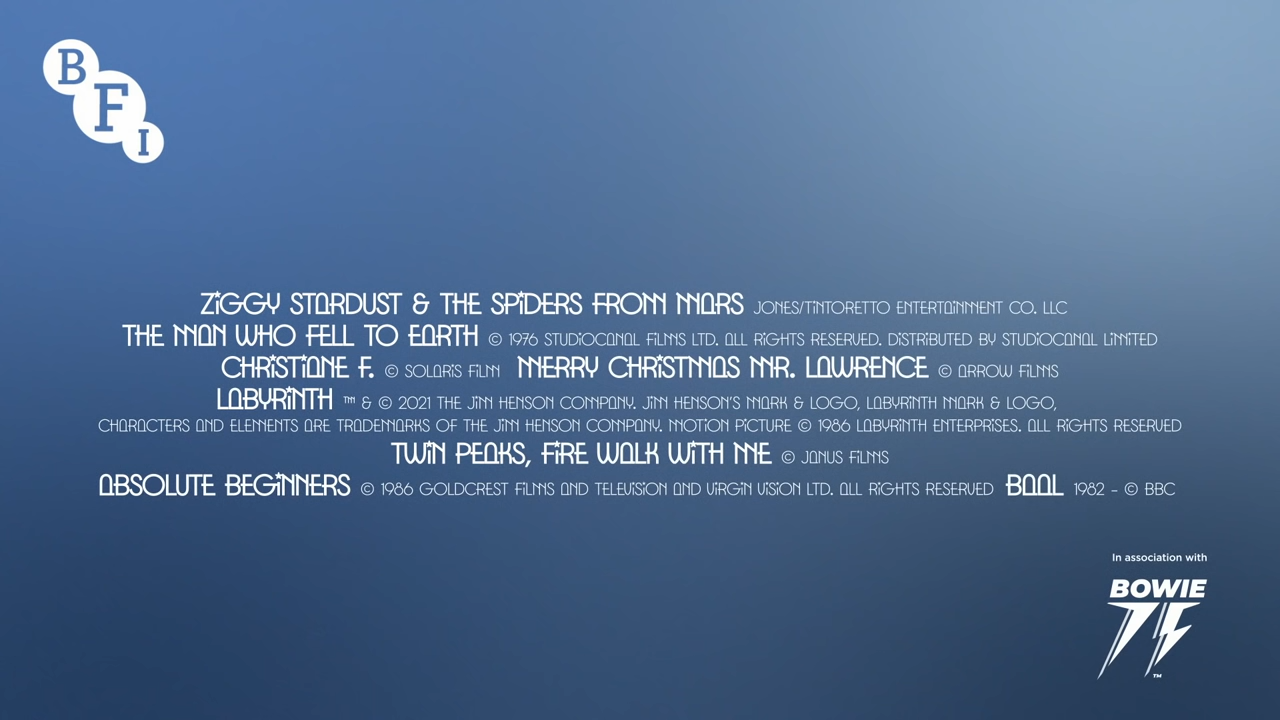 BFI
ZIGGY STARDUST & THE SPIDERS FROM MARS JONES/TINTORETTO ENTERTAINMENT CO. LLC
THE MAN WHO FELL TO EARTH © 1976 STUDIOCANAL FILMS LTD. ALL RIGHTS RESERVED. DISTRIBUTED BY STUDIOCANAL LIMITED
CHRISTIANE F. © SOLARIS FILM MERRY CHRISTMAS MR. LAWRENCE © ARROW FILMS
LABYRINTH ™ & © 2021 THE JIM HENSON COMPANY. JIM HENSON'S MARK & LOGO, LABYRINTH MARK & LOGO,
CHARACTERS AND ELEMENTS ARE TRADEMARKS OF THE JIM HENSON COMPANY. MOTION PICTURE © 1986 LABYRINTH ENTERPRISES. ALL RIGHTS RESERVED
TWIN PEAKS, FIRE WALK WITH ME © JANUS FILMS
ABSOLUTE BEGINNERS © 1986 GOLDCREST FILMS AND TELEVISION AND VIRGIN VISION LTD. ALL RIGHTS RESERVED BAAL 1982 - © BBC
In association with
BOWIE
75 ™